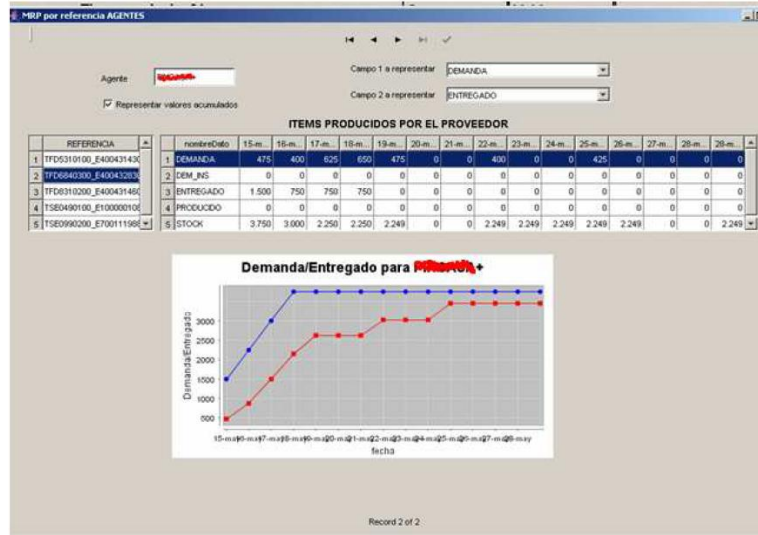 MRP por referencia AGENTES
Agente
Campo 1 a representar DEMANDA
Representar valores acumulados
Campo 2 a representar ENTREGADO
ITEMS PRODUCIDOS POR EL PROVEEDOR
REFERENCIA
1 TFD5310100_E400431430
2 TFD6840300_E400432830
3 TFD8310200_E400431460
4 TSE0490100_E100000108
5 TSE0990200_E700111988
nombreDato 15-m... 16-m... 17-m... 18-m... 19-m... 20-m... 21-m... 22-m... 23-m... 24-m... 25-m... 26-m... 27-m... 28-m... 28-m...
1 DEMANDA 475 400 625 650 475 0 0 400 0 0 425 0 0 0 0
2 DEM_INS 0 0 0 0 0 0 0 0 0 0 0 0 0 0 0
3 ENTREGADO 1.500 750 750 750 0 0 0 0 0 0 0 0 0 0 0
4 PRODUCIDO 0 0 0 0 0 0 0 0 0 0 0 0 0 0 0
5 STOCK 3.750 3.000 2.250 2.250 2.249 0 0 2.249 2.249 2.249 2.249 2.249 0 0 2.249
Demanda/Entregado para
Demanda/Entregado
3000
2500
2000
1500
1000
500
fecha
Record 2 of 2